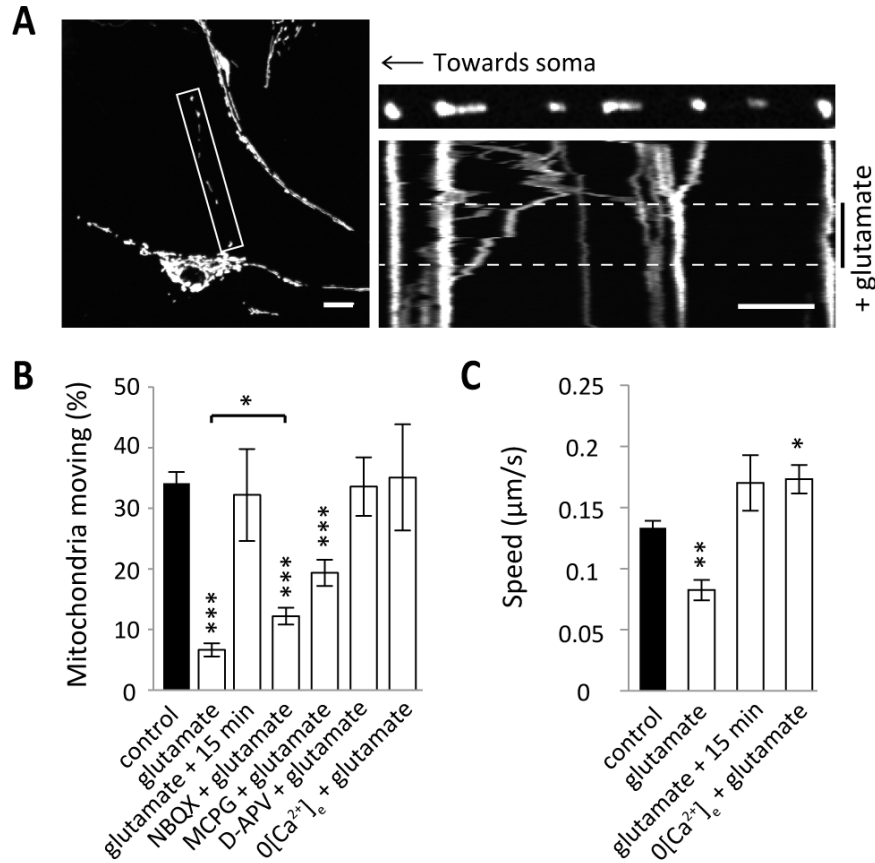 A
← Towards soma
+ glutamate
B
Mitochondria moving (%)
50
40
30
20
10
0
*
***
***
***
control
glutamate
glutamate + 15 min
NBQX + glutamate
MCPG + glutamate
D-APV + glutamate
0[Ca²⁺]ₑ + glutamate
C
Speed (µm/s)
0.25
0.2
0.15
0.1
0.05
0
**
*
control
glutamate
glutamate + 15 min
0[Ca²⁺]ₑ + glutamate